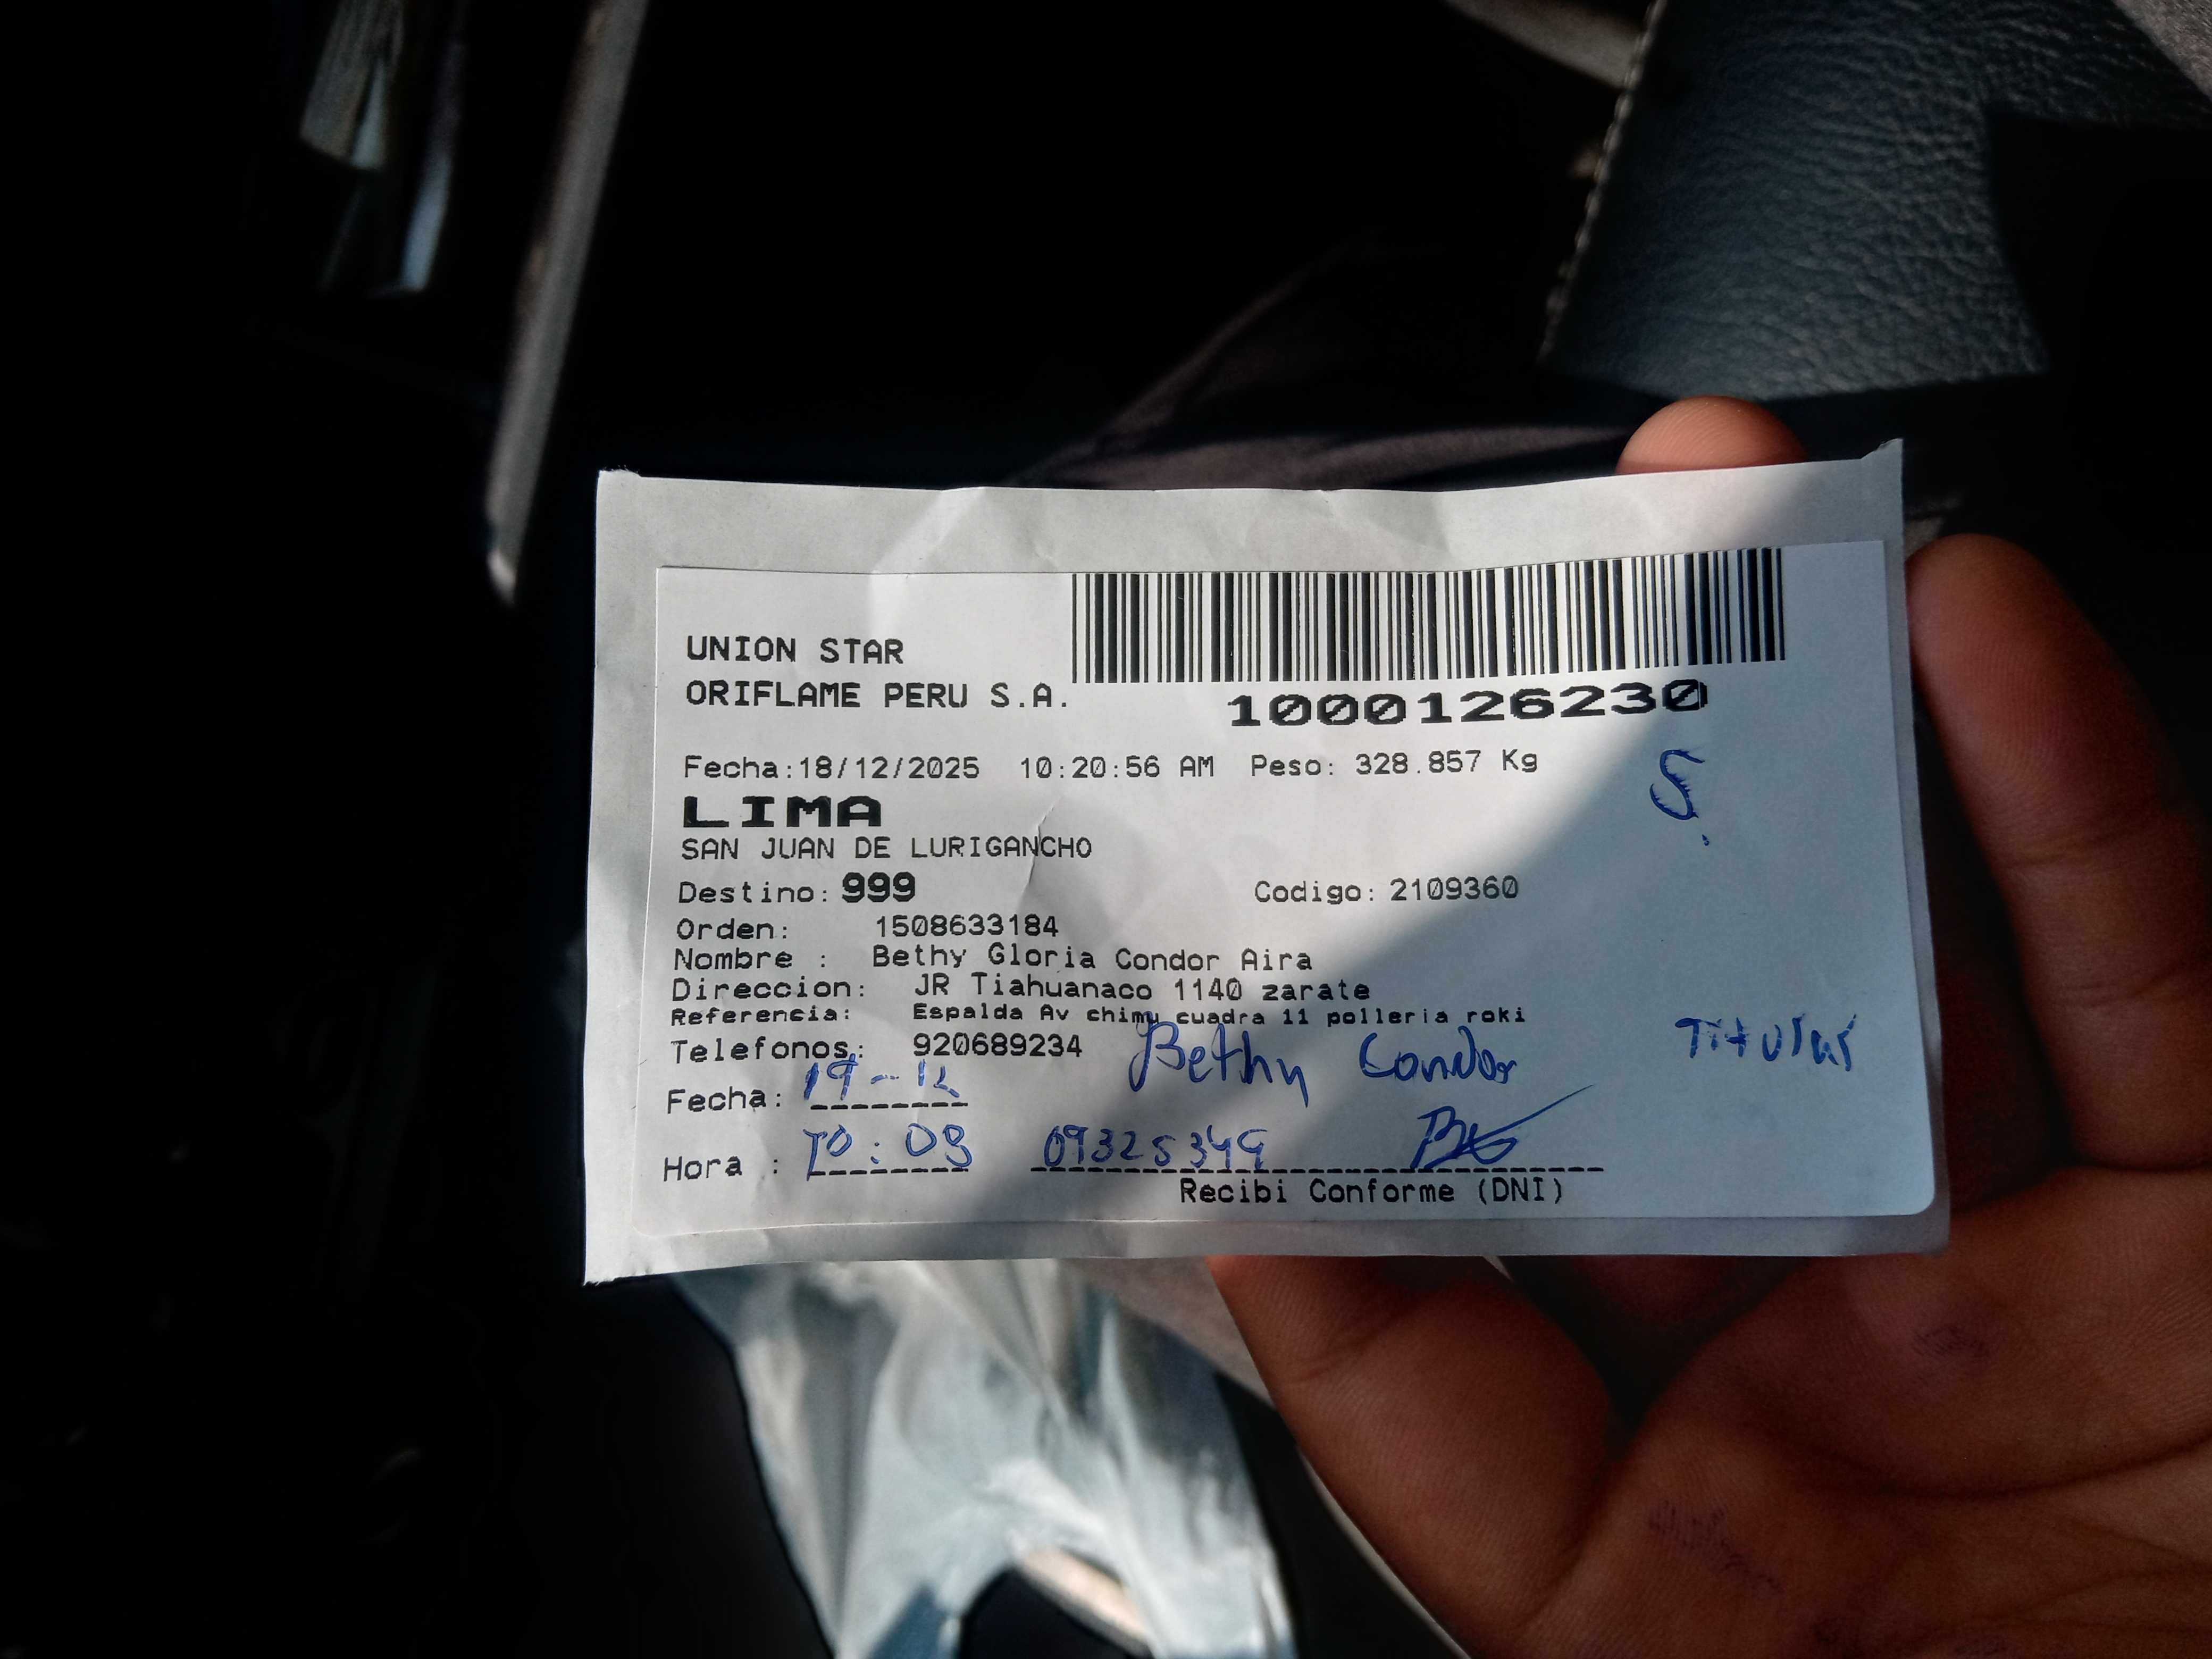 UNION STAR
ORIFLAME PERU S.A.
1000126230
Fecha:18/12/2025 10:20:56 AM Peso: 328.857 Kg
S.
LIMA
SAN JUAN DE LURIGANCHO
Destino: 999 Codigo: 2109360
Orden: 1508633184
Nombre : Bethy Gloria Condor Aira
Direccion: JR Tiahuanaco 1140 zarate
Referencia: Espalda Av chimu cuadra 11 polleria roki
Telefonos: 920689234
Bethy Condor Titular
Fecha: 19-12
Hora : 10:09 09325349
Recibi Conforme (DNI)